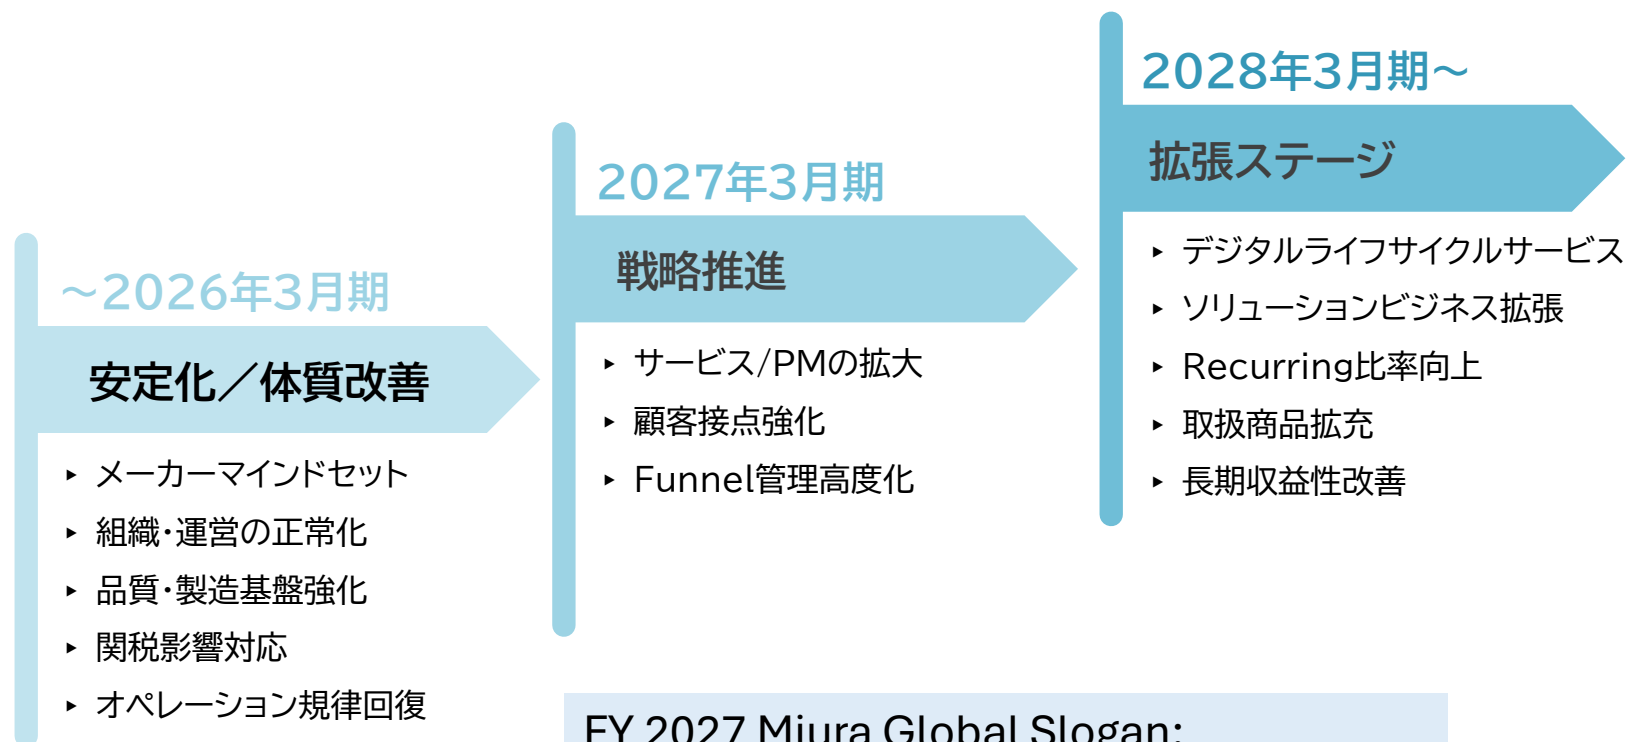 ~2026年3月期
安定化／体質改善
▸ メーカーマインドセット
▸ 組織・運営の正常化
▸ 品質・製造基盤強化
▸ 関税影響対応
▸ オペレーション規律回復
2027年3月期
戦略推進
▸ サービス/PMの拡大
▸ 顧客接点強化
▸ Funnel管理高度化
2028年3月期~
拡張ステージ
▸ デジタルライフサイクルサービス
▸ ソリューションビジネス拡張
▸ Recurring比率向上
▸ 取扱商品拡充
▸ 長期収益性改善
FY 2027 Miura Global Slogan: